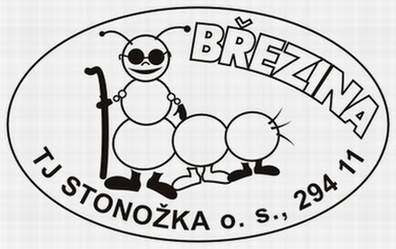 BŘEZINA
TJ STONOŽKA o. s., 294 11